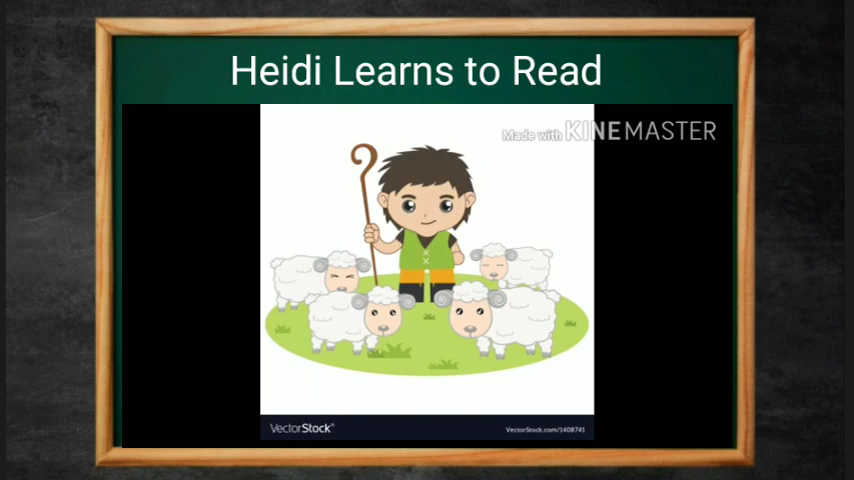 Heidi Learns to Read
Made with KINEMASTER
VectorStock®
VectorStock.com/1408741